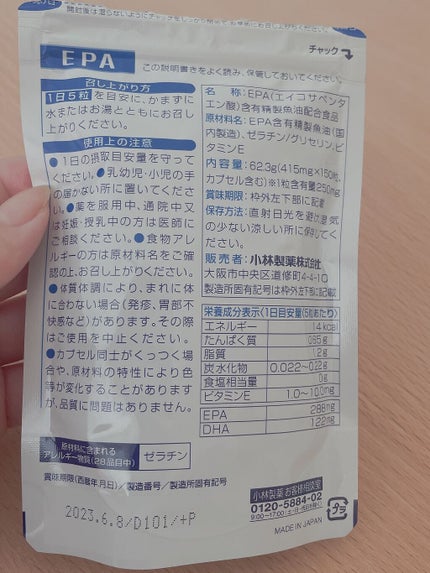 チャック
EPA
この説明書きをよく読み、保管しておいてください。
召し上がり方
1日5粒を目安に、かまずに
水またはお湯とともにお召し
上がりください。
使用上の注意
●1日の摂取目安量を守って
ください。●乳幼児・小児の手
の届かない所に置いてくださ
い。●薬を服用中、通院中又
は妊娠・授乳中の方は医師に
ご相談ください。●食物アレ
ルギーの方は原材料名をご確
認の上、お召し上がりください。
●体質体調により、まれに体
に合わない場合(発疹、胃部不
快感など)があります。その際
はご使用を中止ください。
●カプセル同士がくっつく場
合や、原材料の特性により色
等が変化することがあります
が、品質に問題はありません。
原材料に含まれる
アレルギー物質(28品目中)
ゼラチン
賞味期限(西暦年月日)/製造番号/製造所固有記号
2023.6.8/D101/+P
名 称:EPA(エイコサペンタ
エン酸)含有精製魚油配合食品
原材料名:EPA含有精製魚油(国
内製造)、ゼラチン/グリセリン、ビ
タミンE
内容量:62.3g(415mg×150粒、
カプセル含む)※1粒含有量250mg
賞味期限:枠外左下部に記載
保存方法:直射日光を避け、湿気
の少ない涼しい所に保存してく
ださい。
販売者:小林製薬株式会社
大阪市中央区道修町4-4-10
製造所固有記号は枠外左下部に記載
栄養成分表示(1日目安量(5粒)あたり)
エネルギー 14kcal
たんぱく質
脂質 1.2g
炭水化物 0.022~0.22g
食塩相当量 0g
ビタミンE 1.0~10.0mg
EPA 288mg
DHA 122mg
小林製薬 お客様相談室
0120-5884-02
9:00~17:00(土・日・祝日を除く)
プラ
MADE IN JAPAN